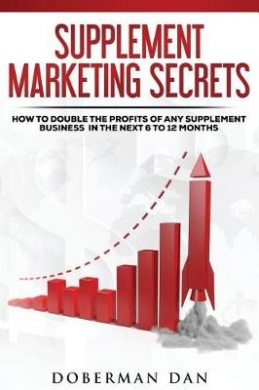 SUPPLEMENT
MARKETING SECRETS
HOW TO DOUBLE THE PROFITS OF ANY SUPPLEMENT
BUSINESS IN THE NEXT 6 TO 12 MONTHS
DOBERMAN DAN